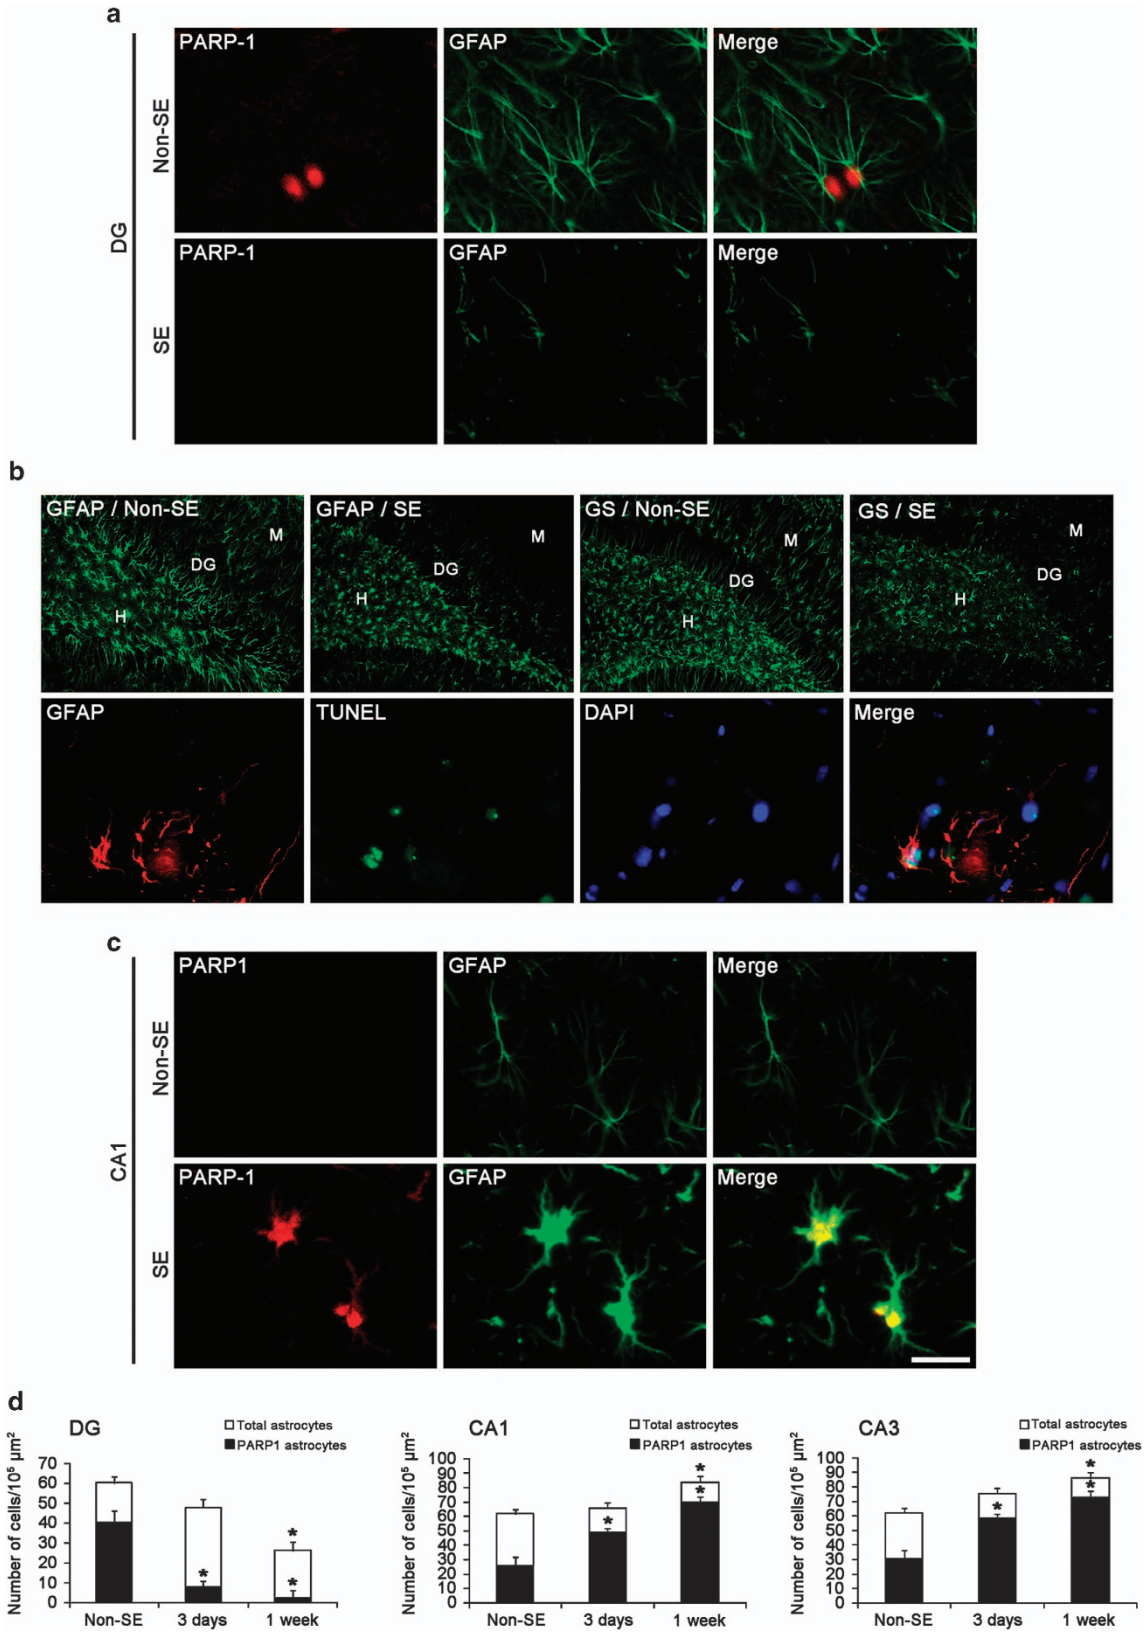 a
PARP-1 GFAP Merge
Non-SE
DG
PARP-1 GFAP Merge
SE
b
GFAP / Non-SE GFAP / SE GS / Non-SE GS / SE
M M M M
DG DG DG DG
H H H H
GFAP TUNEL DAPI Merge
c
PARP1 GFAP Merge
Non-SE
CA1
PARP-1 GFAP Merge
SE
d
DG
Total astrocytes
PARP1 astrocytes
Number of cells/10⁵ µm²
70
60
50
40
30
20
10
0
* * *
Non-SE 3 days 1 week
CA1
Total astrocytes
PARP1 astrocytes
Number of cells/10⁵ µm²
100
90
80
70
60
50
40
30
20
10
0
* * *
Non-SE 3 days 1 week
CA3
Total astrocytes
PARP1 astrocytes
Number of cells/10⁵ µm²
100
90
80
70
60
50
40
30
20
10
0
* * *
Non-SE 3 days 1 week